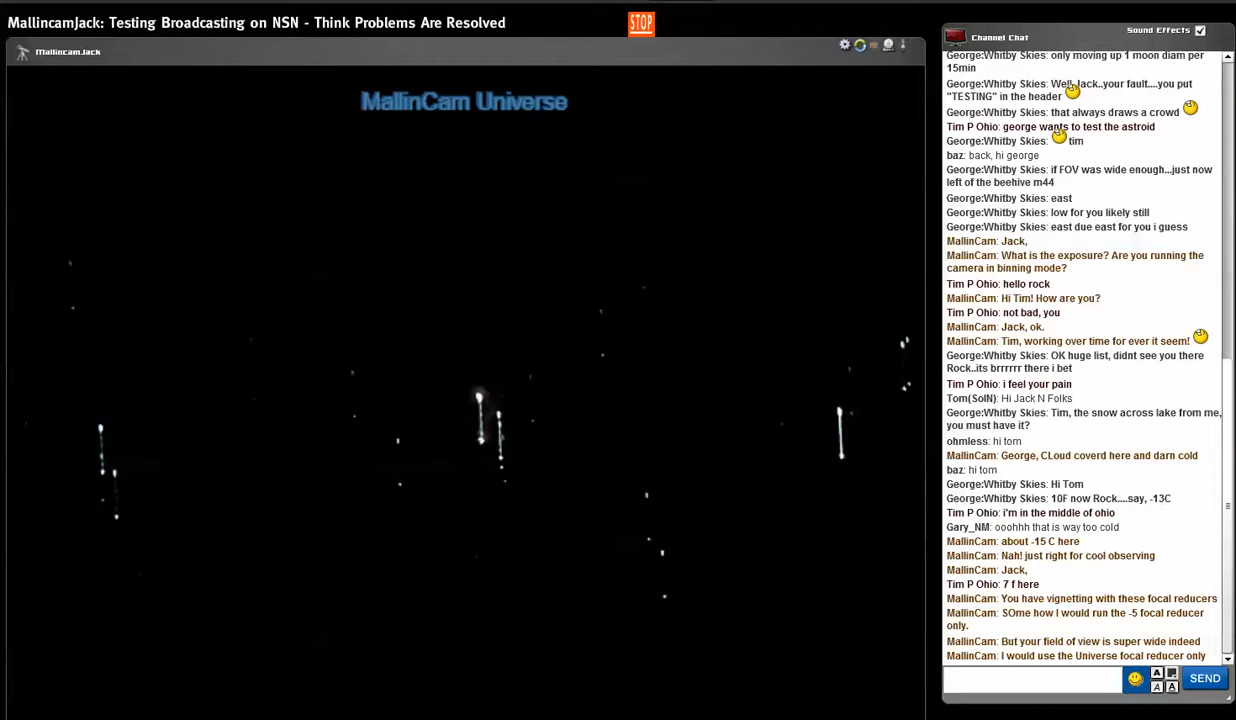 MallincamJack: Testing Broadcasting on NSN - Think Problems Are Resolved
STOP
MallincamJack
MallinCam Universe
Sound Effects
Channel Chat
George:Whitby Skies: only moving up 1 moon diam per
15min
George:Whitby Skies: Well Jack..your fault....you put
"TESTING" in the header
George:Whitby Skies: that always draws a crowd
Tim P Ohio: george wants to test the astroid
George:Whitby Skies: tim
baz: back, hi george
George:Whitby Skies: if FOV was wide enough...just now
left of the beehive m44
George:Whitby Skies: east
George:Whitby Skies: low for you likely still
George:Whitby Skies: east due east for you i guess
MallinCam: Jack,
MallinCam: What is the exposure? Are you running the
camera in binning mode?
Tim P Ohio: hello rock
MallinCam: Hi Tim! How are you?
Tim P Ohio: not bad, you
MallinCam: Jack, ok.
MallinCam: Tim, working over time for ever it seem!
George:Whitby Skies: OK huge list, didnt see you there
Rock..its brrrrrr there i bet
Tim P Ohio: i feel your pain
Tom(SoIN): Hi Jack N Folks
George:Whitby Skies: Tim, the snow across lake from me,
you must have it?
ohmless: hi tom
MallinCam: George, CLoud coverd here and darn cold
baz: hi tom
George:Whitby Skies: Hi Tom
George:Whitby Skies: 10F now Rock....say, -13C
Tim P Ohio: i'm in the middle of ohio
Gary_NM: ooohhh that is way too cold
MallinCam: about -15 C here
MallinCam: Nah! just right for cool observing
MallinCam: Jack,
Tim P Ohio: 7 f here
MallinCam: You have vignetting with these focal reducers
MallinCam: SOme how I would run the -5 focal reducer
only.
MallinCam: But your field of view is super wide indeed
MallinCam: I would use the Universe focal reducer only
A
A A
SEND